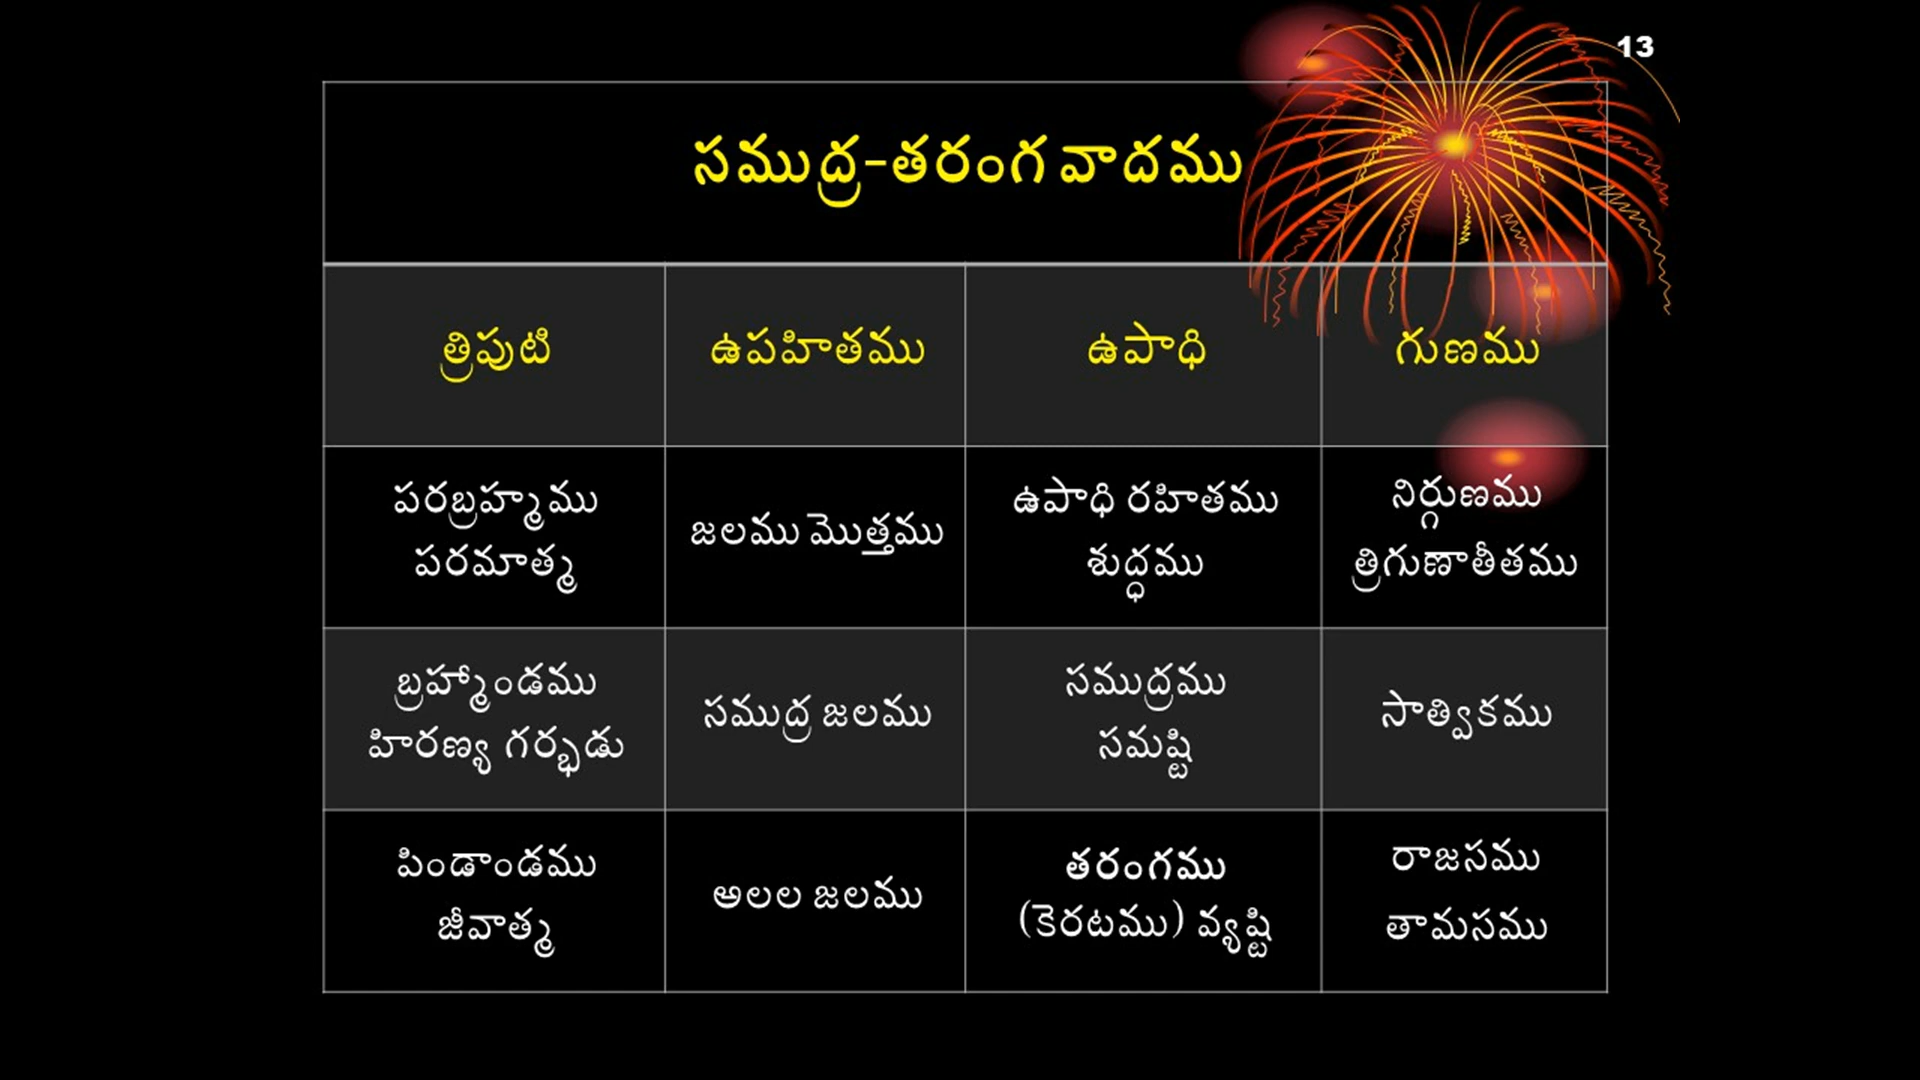 13
సముద్ర-తరంగ వాదము
త్రిపుటి
ఉపహితము
ఉపాధి
గుణము
పరబ్రహ్మము
పరమాత్మ
జలము మొత్తము
ఉపాధి రహితము
శుద్ధము
నిర్గుణము
త్రిగుణాతీతము
బ్రహ్మాండము
హిరణ్య గర్భడు
సముద్ర జలము
సముద్రము
సమష్టి
సాత్వికము
పిండాండము
జీవాత్మ
అలల జలము
తరంగము
(కెరటము) వ్యష్టి
రాజసము
తామసము